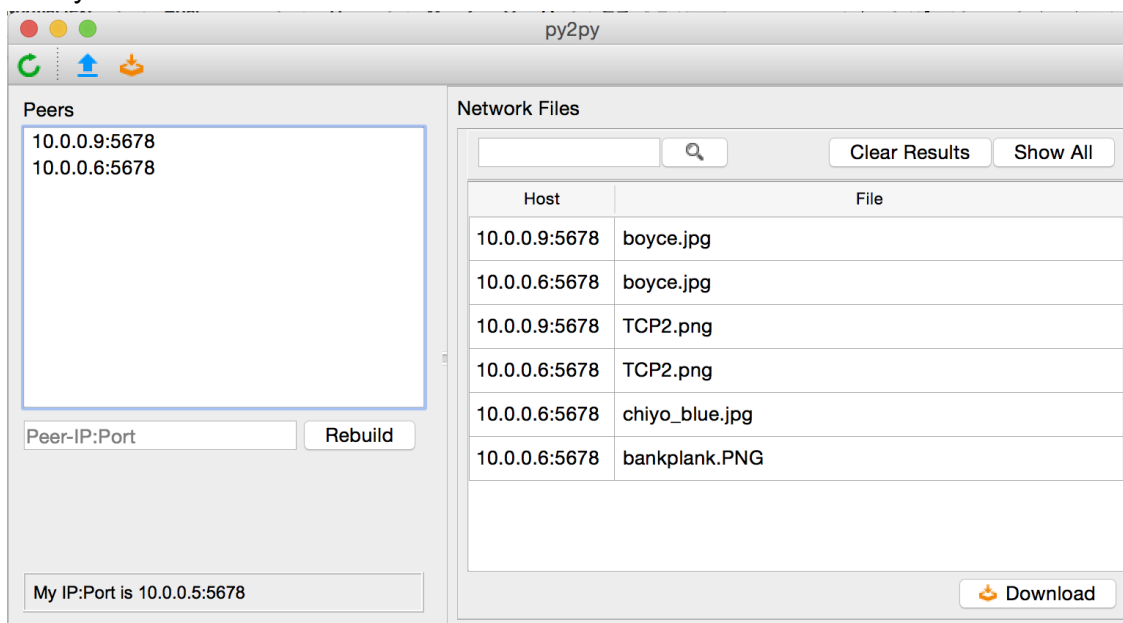 py2py
Peers
10.0.0.9:5678
10.0.0.6:5678
Peer-IP:Port
Rebuild
My IP:Port is 10.0.0.5:5678
Network Files
Clear Results
Show All
Host File
10.0.0.9:5678 boyce.jpg
10.0.0.6:5678 boyce.jpg
10.0.0.9:5678 TCP2.png
10.0.0.6:5678 TCP2.png
10.0.0.6:5678 chiyo_blue.jpg
10.0.0.6:5678 bankplank.PNG
Download